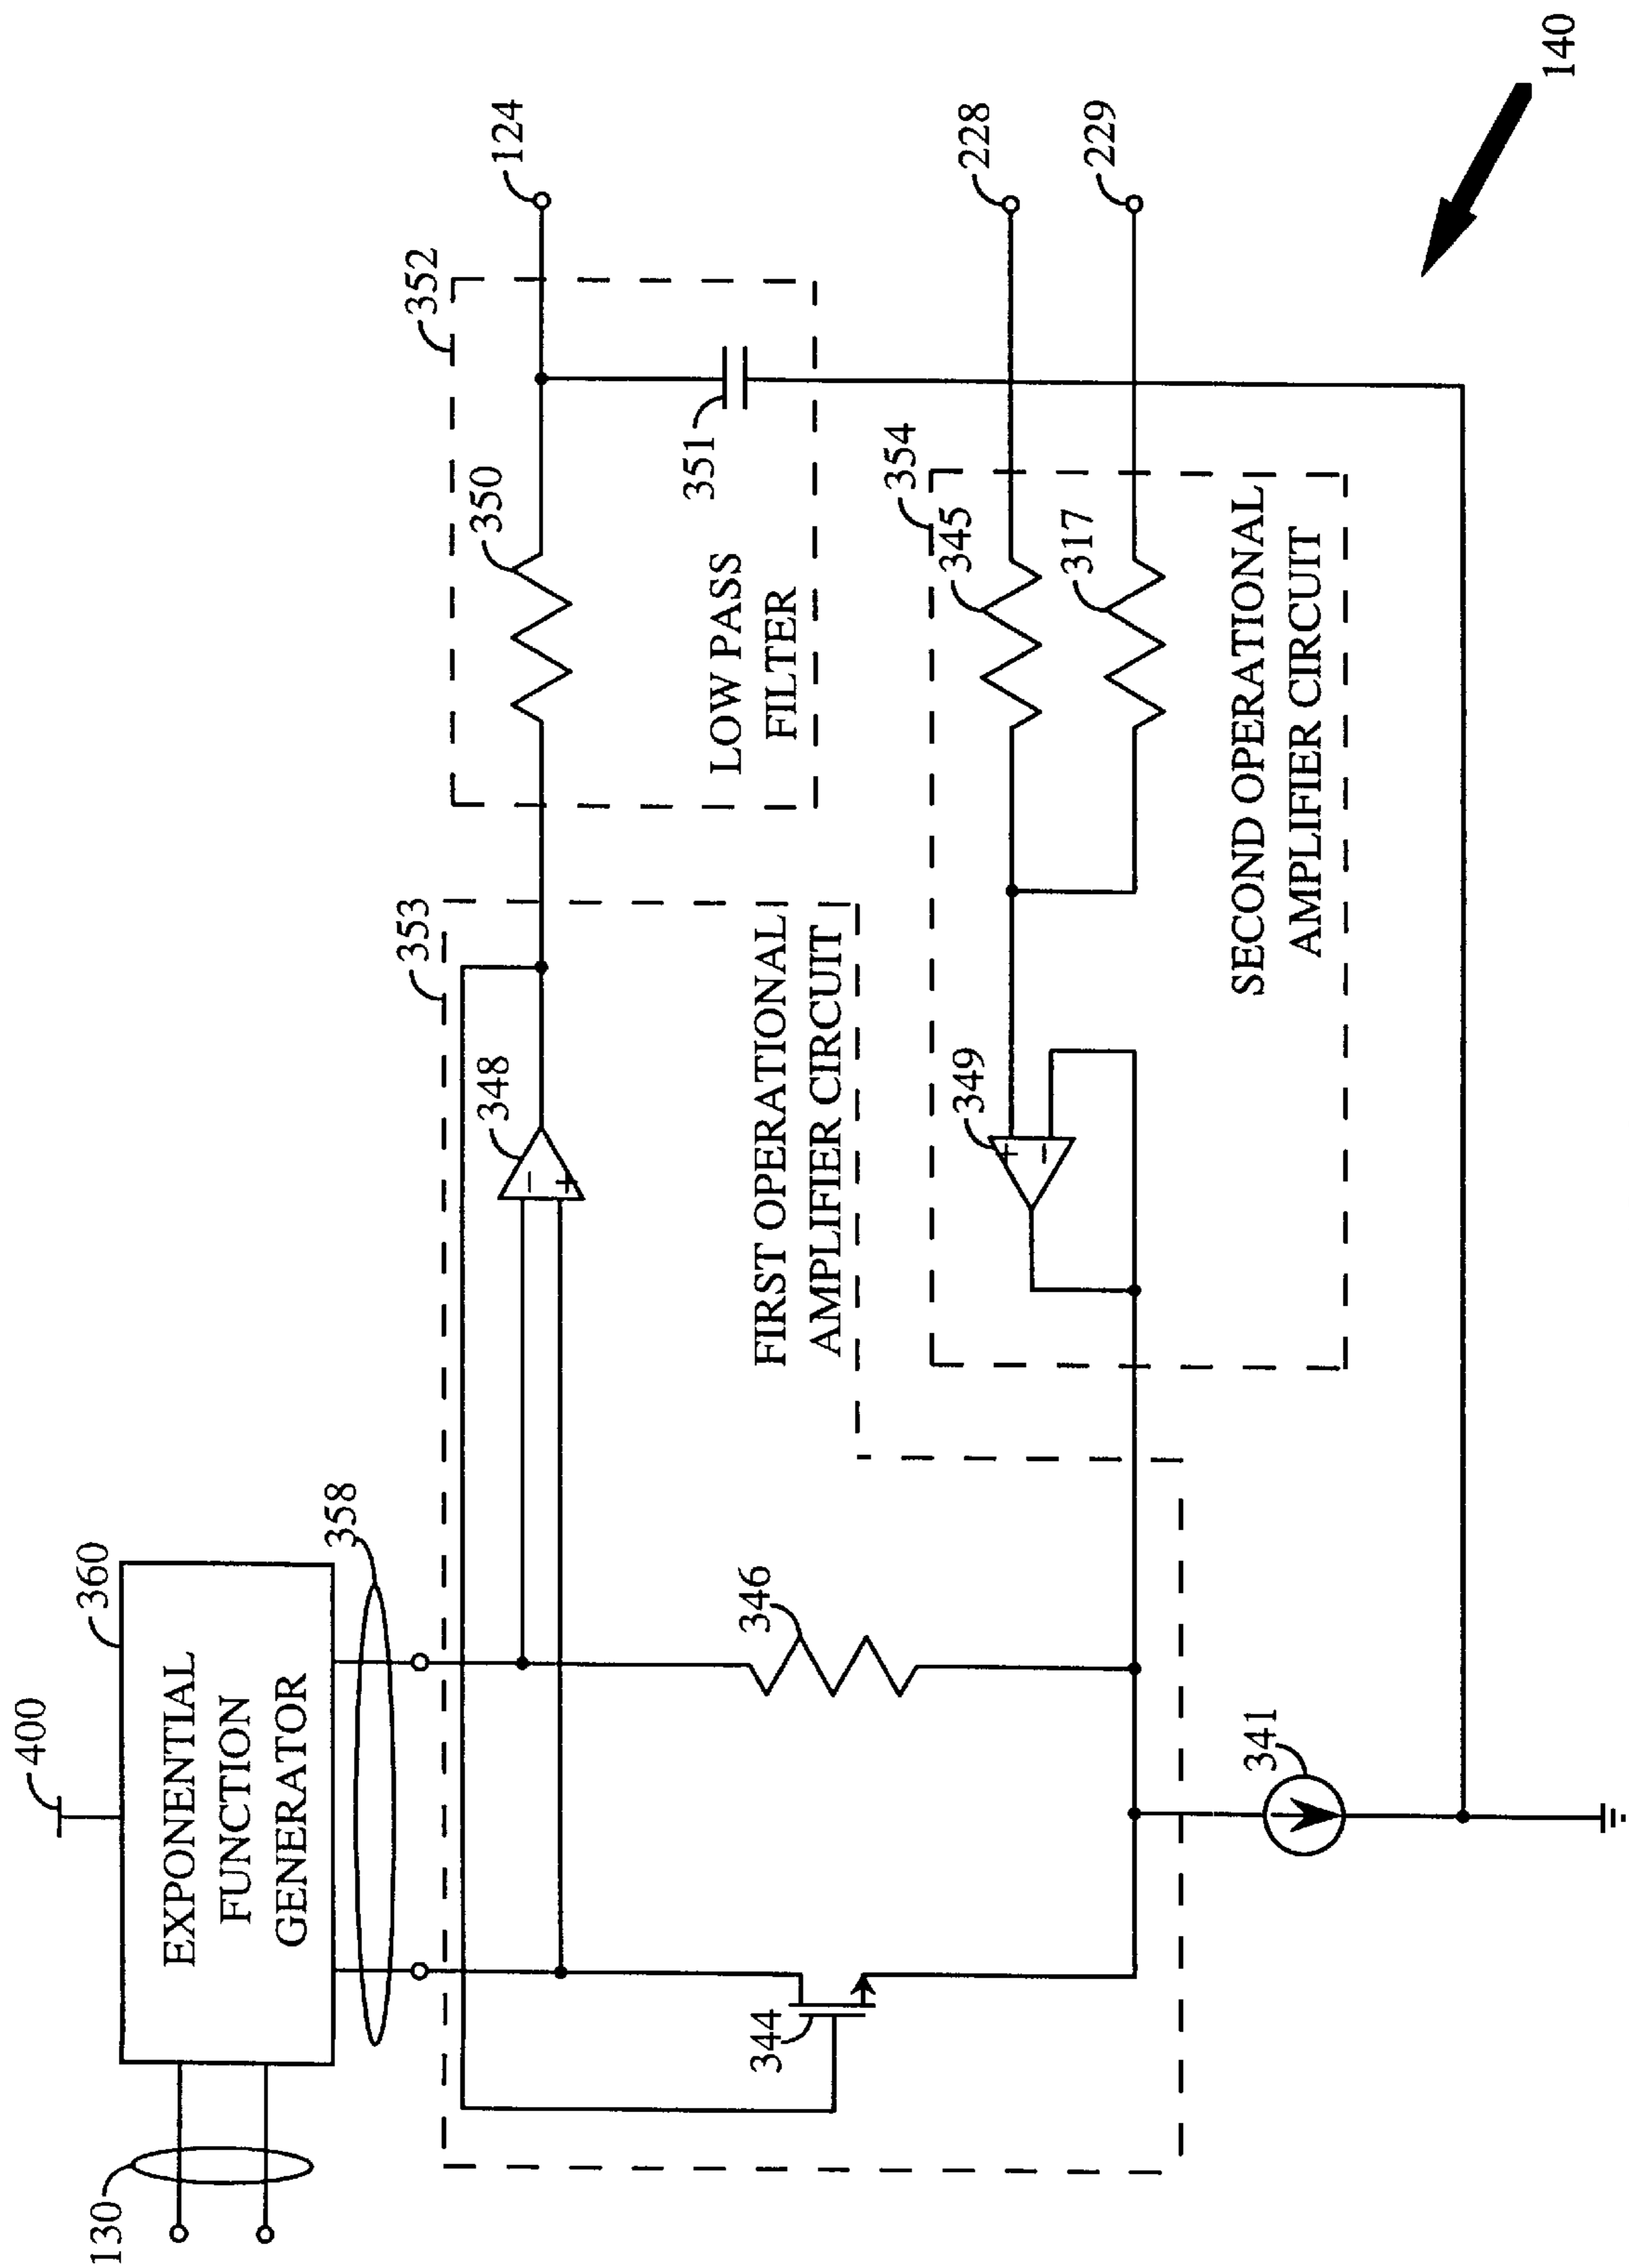 400
360
EXPONENTIAL
FUNCTION
GENERATOR
130
358
353
352
124
348
350
351
LOW PASS
FILTER
FIRST OPERATIONAL
AMPLIFIER CIRCUIT
344
346
354
349
345
228
317
229
SECOND OPERATIONAL
AMPLIFIER CIRCUIT
341
140
− +
+ −